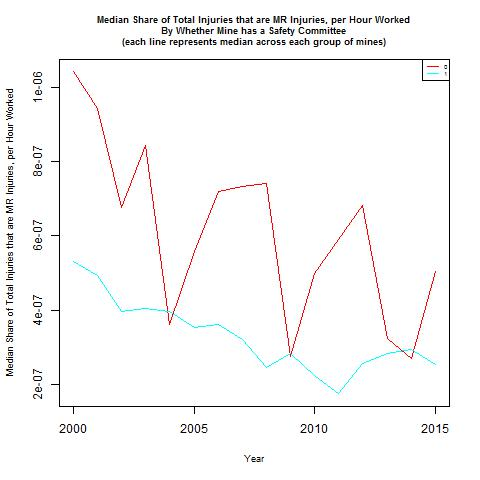 Median Share of Total Injuries that are MR Injuries, per Hour Worked
By Whether Mine has a Safety Committee
(each line represents median across each group of mines)
0
1
Median Share of Total Injuries that are MR Injuries, per Hour Worked
1e-06
8e-07
6e-07
4e-07
2e-07
2000 2005 2010 2015
Year